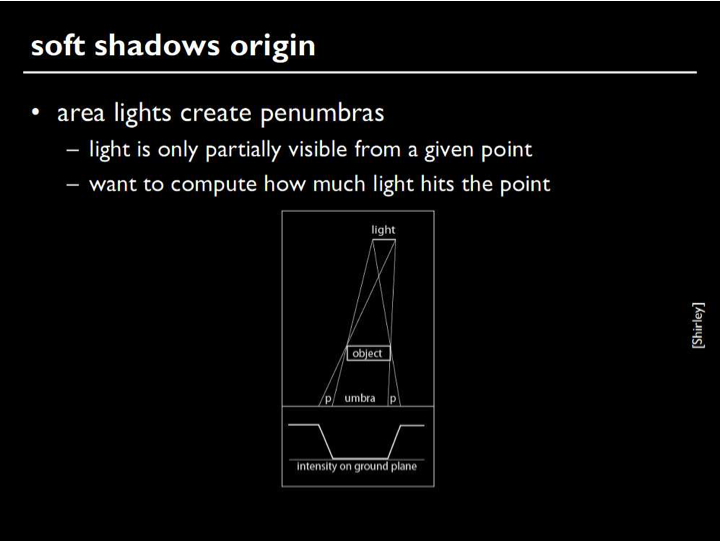 soft shadows origin
• area lights create penumbras
– light is only partially visible from a given point
– want to compute how much light hits the point
light
object
p umbra p
intensity on ground plane
[Shirley]